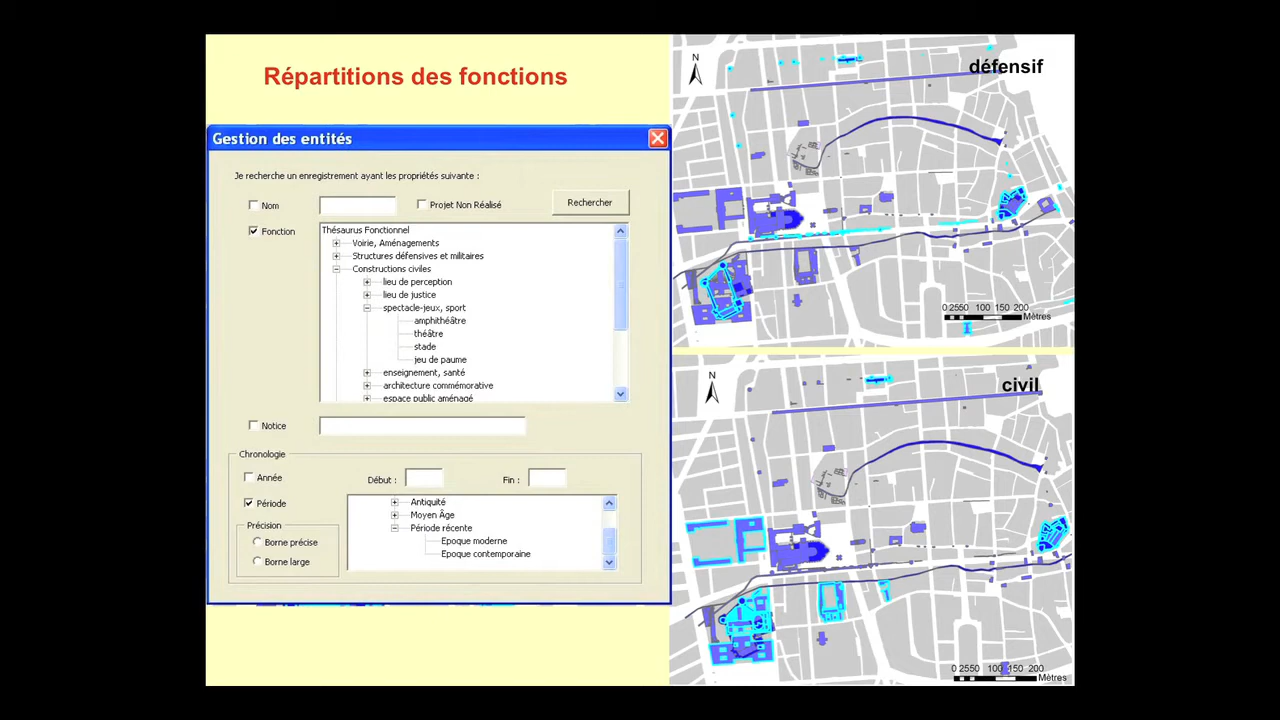 Répartitions des fonctions
Gestion des entités
Je recherche un enregistrement ayant les propriétés suivante :
Nom
Projet Non Réalisé
Rechercher
Fonction
Thésaurus Fonctionnel
Voirie, Aménagements
Structures défensives et militaires
Constructions civiles
lieu de perception
lieu de justice
spectacle-jeux, sport
amphithéâtre
théâtre
stade
jeu de paume
enseignement, santé
architecture commémorative
espace public aménagé
Notice
Chronologie
Année
Début :
Fin :
Période
Antiquité
Moyen Âge
Période récente
Epoque moderne
Epoque contemporaine
Précision
Borne précise
Borne large
N
défensif
0 2550 100 150 200
Mètres
N
civil
0 2550 100 150 200
Mètres